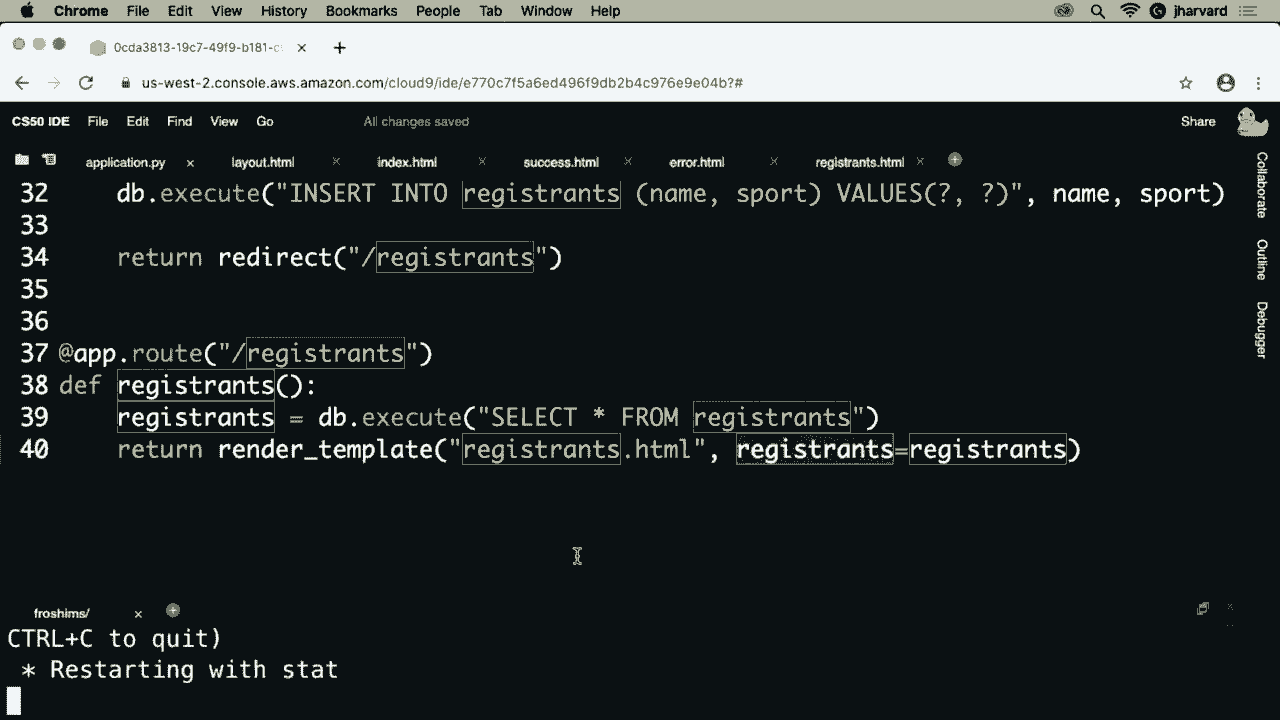 Chrome File Edit View History Bookmarks People Tab Window Help jharvard
0cda3813-19c7-49f9-b181-c
us-west-2.console.aws.amazon.com/cloud9/ide/e770c7f5a6ed496f9db2b4c976e9e04b?#
CS50 IDE File Edit Find View Go All changes saved Share
application.py layout.html index.html success.html error.html registrants.html
32 db.execute("INSERT INTO registrants (name, sport) VALUES(?, ?)", name, sport)
33
34 return redirect("/registrants")
35
36
37 @app.route("/registrants")
38 def registrants():
39 registrants = db.execute("SELECT * FROM registrants")
40 return render_template("registrants.html", registrants=registrants)
Collaborate
Outline
Debugger
froshims/
CTRL+C to quit)
* Restarting with stat